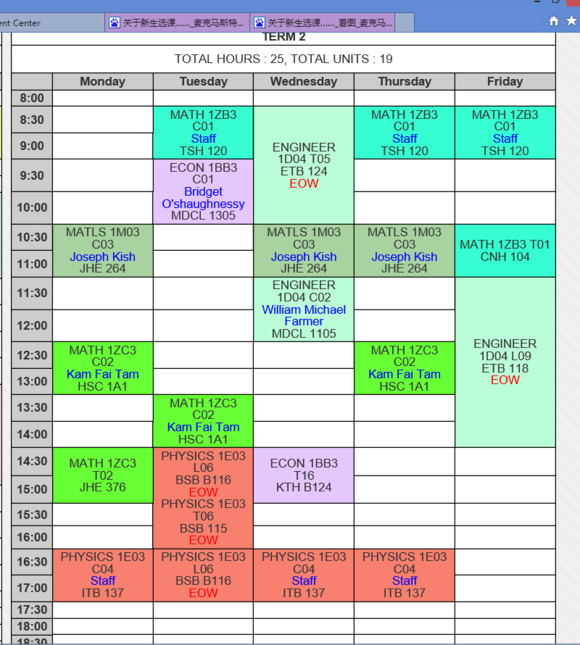 ent Center
关于新生选课......_麦克马斯特...
关于新生选课......_看图_麦克马...
TERM 2
TOTAL HOURS : 25, TOTAL UNITS : 19
Monday Tuesday Wednesday Thursday Friday
8:00
8:30
9:00
9:30
10:00
10:30
11:00
11:30
12:00
12:30
13:00
13:30
14:00
14:30
15:00
15:30
16:00
16:30
17:00
17:30
18:00
18:30
MATLS 1M03
C03
Joseph Kish
JHE 264
MATH 1ZC3
C02
Kam Fai Tam
HSC 1A1
MATH 1ZC3
T02
JHE 376
PHYSICS 1E03
C04
Staff
ITB 137
MATH 1ZB3
C01
Staff
TSH 120
ECON 1BB3
C01
Bridget
O'shaughnessy
MDCL 1305
MATH 1ZC3
C02
Kam Fai Tam
HSC 1A1
PHYSICS 1E03
L06
BSB B116
EOW
PHYSICS 1E03
T06
BSB 115
EOW
PHYSICS 1E03
L06
BSB B116
EOW
ENGINEER
1D04 T05
ETB 124
EOW
MATLS 1M03
C03
Joseph Kish
JHE 264
ENGINEER
1D04 C02
William Michael
Farmer
MDCL 1105
ECON 1BB3
T16
KTH B124
PHYSICS 1E03
C04
Staff
ITB 137
MATH 1ZB3
C01
Staff
TSH 120
MATLS 1M03
C03
Joseph Kish
JHE 264
MATH 1ZC3
C02
Kam Fai Tam
HSC 1A1
PHYSICS 1E03
C04
Staff
ITB 137
MATH 1ZB3
C01
Staff
TSH 120
MATH 1ZB3 T01
CNH 104
ENGINEER
1D04 L09
ETB 118
EOW